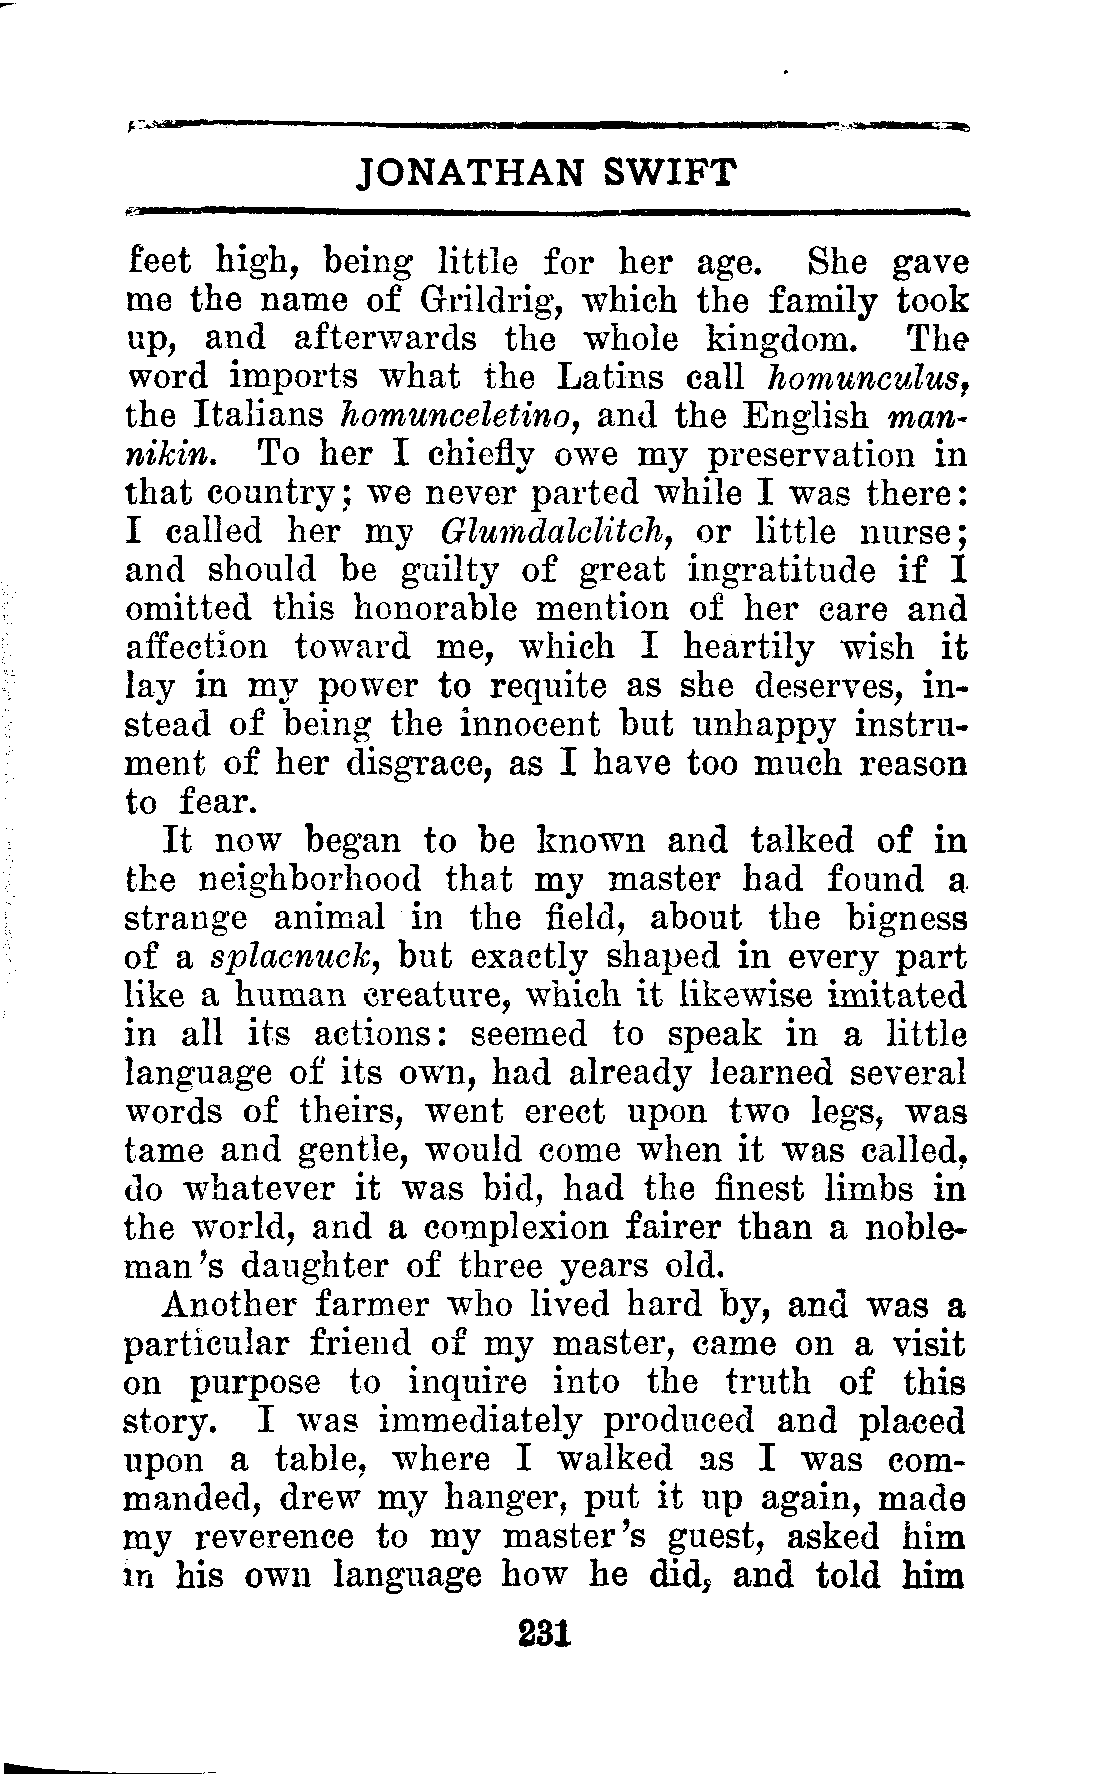 JONATHAN SWIFT
feet high, being little for her age. She gave
me the name of Grildrig, which the family took
up, and afterwards the whole kingdom. The
word imports what the Latins call homunculus,
the Italians homunceletino, and the English man-
nikin. To her I chiefly owe my preservation in
that country; we never parted while I was there:
I called her my Glumdalclitch, or little nurse;
and should be guilty of great ingratitude if I
omitted this honorable mention of her care and
affection toward me, which I heartily wish it
lay in my power to requite as she deserves, in-
stead of being the innocent but unhappy instru-
ment of her disgrace, as I have too much reason
to fear.
It now began to be known and talked of in
the neighborhood that my master had found a
strange animal in the field, about the bigness
of a splacnuck, but exactly shaped in every part
like a human creature, which it likewise imitated
in all its actions: seemed to speak in a little
language of its own, had already learned several
words of theirs, went erect upon two legs, was
tame and gentle, would come when it was called,
do whatever it was bid, had the finest limbs in
the world, and a complexion fairer than a noble-
man's daughter of three years old.
Another farmer who lived hard by, and was a
particular friend of my master, came on a visit
on purpose to inquire into the truth of this
story. I was immediately produced and placed
upon a table, where I walked as I was com-
manded, drew my hanger, put it up again, made
my reverence to my master's guest, asked him
in his own language how he did, and told him
231